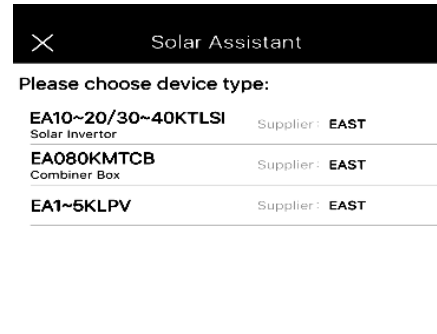 Solar Assistant
Please choose device type:
EA10~20/30~40KTLSI Supplier: EAST
Solar Invertor
EA080KMTCB Supplier: EAST
Combiner Box
EA1~5KLPV Supplier: EAST